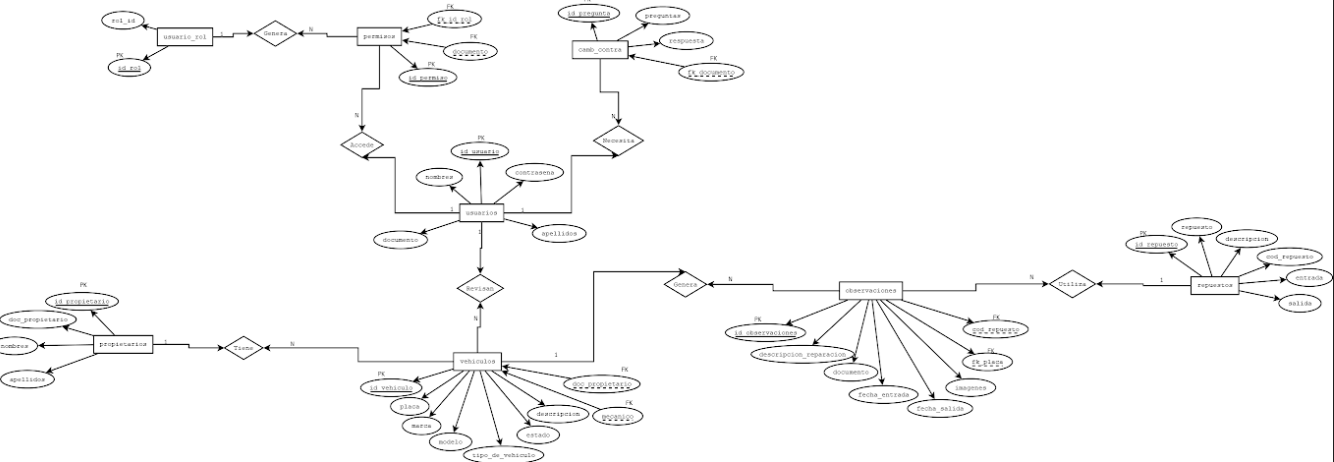 FK
PK
FK
rol_id
id_pregunta
preguntas
fk_id_rol
usuario_rol
1
Genera
N
permisos
FK
documento
camb_contra
respuesta
FK
fk_documento
PK
id_rol
PK
id_permiso
N
N
Accede
Necesita
PK
id_usuario
nombres
contrasena
1
usuarios
1
documento
apellidos
1
Revisan
N
PK
id_propietario
doc_propietario
nombres
propietarios
1
Tiene
N
apellidos
vehiculos
1
PK
id_vehiculo
placa
marca
modelo
tipo_de_vehiculo
estado
descripcion
FK
doc_propietario
FK
mecanico
Genera
N
observaciones
N
Utiliza
1
repuestos
PK
id_observaciones
descripcion_reparacion
documento
fecha_entrada
fecha_salida
imagenes
FK
fk_placa
FK
cod_repuesto
PK
id_repuesto
repuesto
descripcion
cod_repuesto
entrada
salida